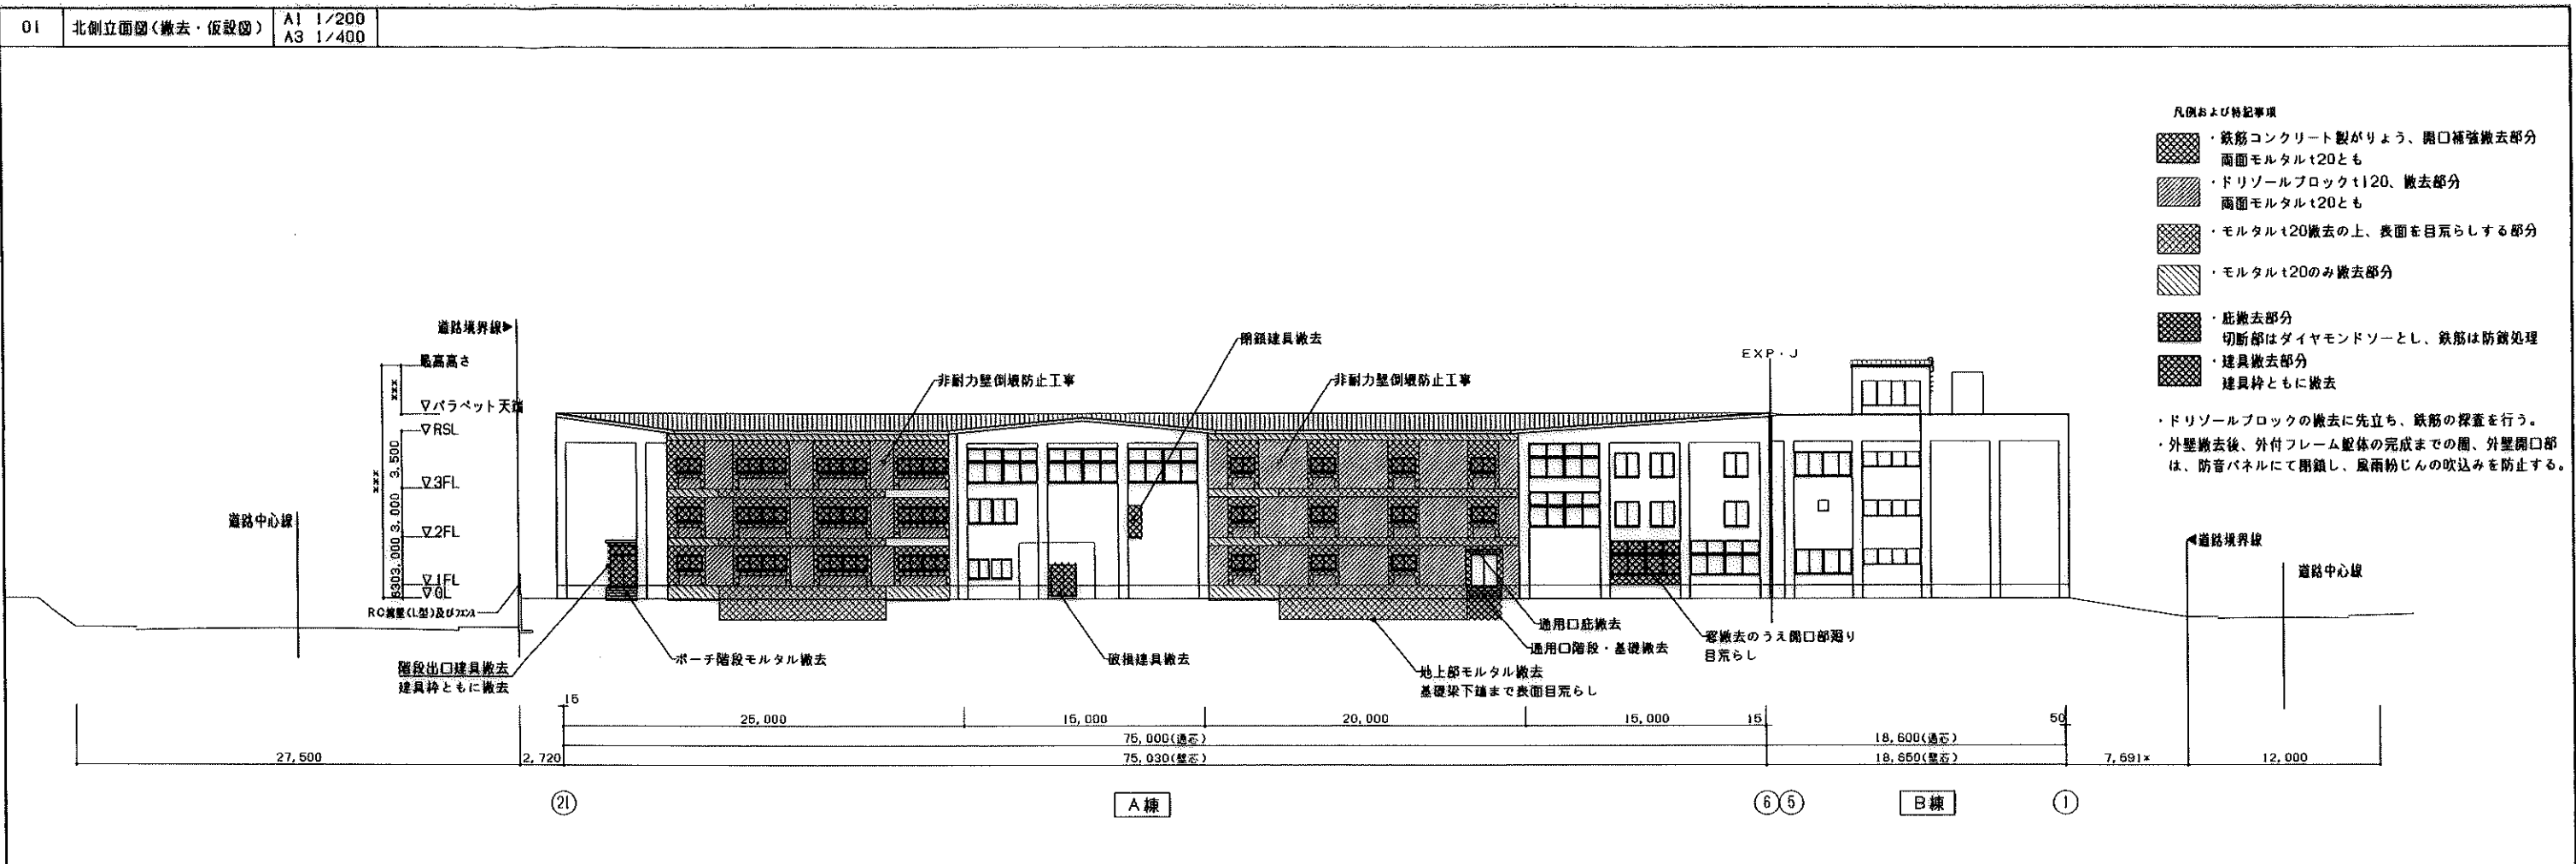 01
北側立面図(撤去・仮設図)
A1 1/200
A3 1/400
凡例および特記事項
・鉄筋コンクリート製がりょう、開口補強撤去部分
両面モルタルt20とも
・ドリゾールブロックt120、撤去部分
両面モルタルt20とも
・モルタルt20撤去の上、表面を目荒らしする部分
・モルタルt20のみ撤去部分
・庇撤去部分
切断部はダイヤモンドソーとし、鉄筋は防錆処理
・建具撤去部分
建具枠ともに撤去
・ドリゾールブロックの撤去に先立ち、鉄筋の探査を行う。
・外壁撤去後、外付フレーム躯体の完成までの間、外壁開口部
は、防音パネルにて閉鎖し、風雨粉じんの吹込みを防止する。
道路境界線
最高高さ
▽パラペット天端
▽RSL
▽3FL
▽2FL
▽1FL
▽GL
RC擁壁(L型)及びフェンス
***
***
3,500
3,000
3,000
830
道路中心線
閉鎖建具撤去
非耐力壁倒壊防止工事
非耐力壁倒壊防止工事
EXP・J
道路境界線
道路中心線
階段出口建具撤去
建具枠ともに撤去
ポーチ階段モルタル撤去
破損建具撤去
地上部モルタル撤去
基礎梁下端まで表面目荒らし
通用口庇撤去
通用口階段・基礎撤去
窓撤去のうえ開口部廻り
目荒らし
15
25,000
15,000
20,000
15,000
15
50
75,000(通芯)
18,600(通芯)
27,500
2,720
75,030(壁芯)
18,650(壁芯)
7,691*
12,000
21
A棟
6
5
B棟
1